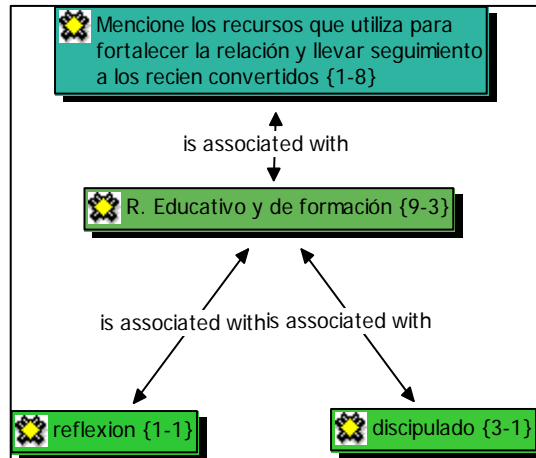 Mencione los recursos que utiliza para
fortalecer la relación y llevar seguimiento
a los recien convertidos {1-8}
is associated with
R. Educativo y de formación {9-3}
is associated with
is associated with
reflexion {1-1}
discipulado {3-1}